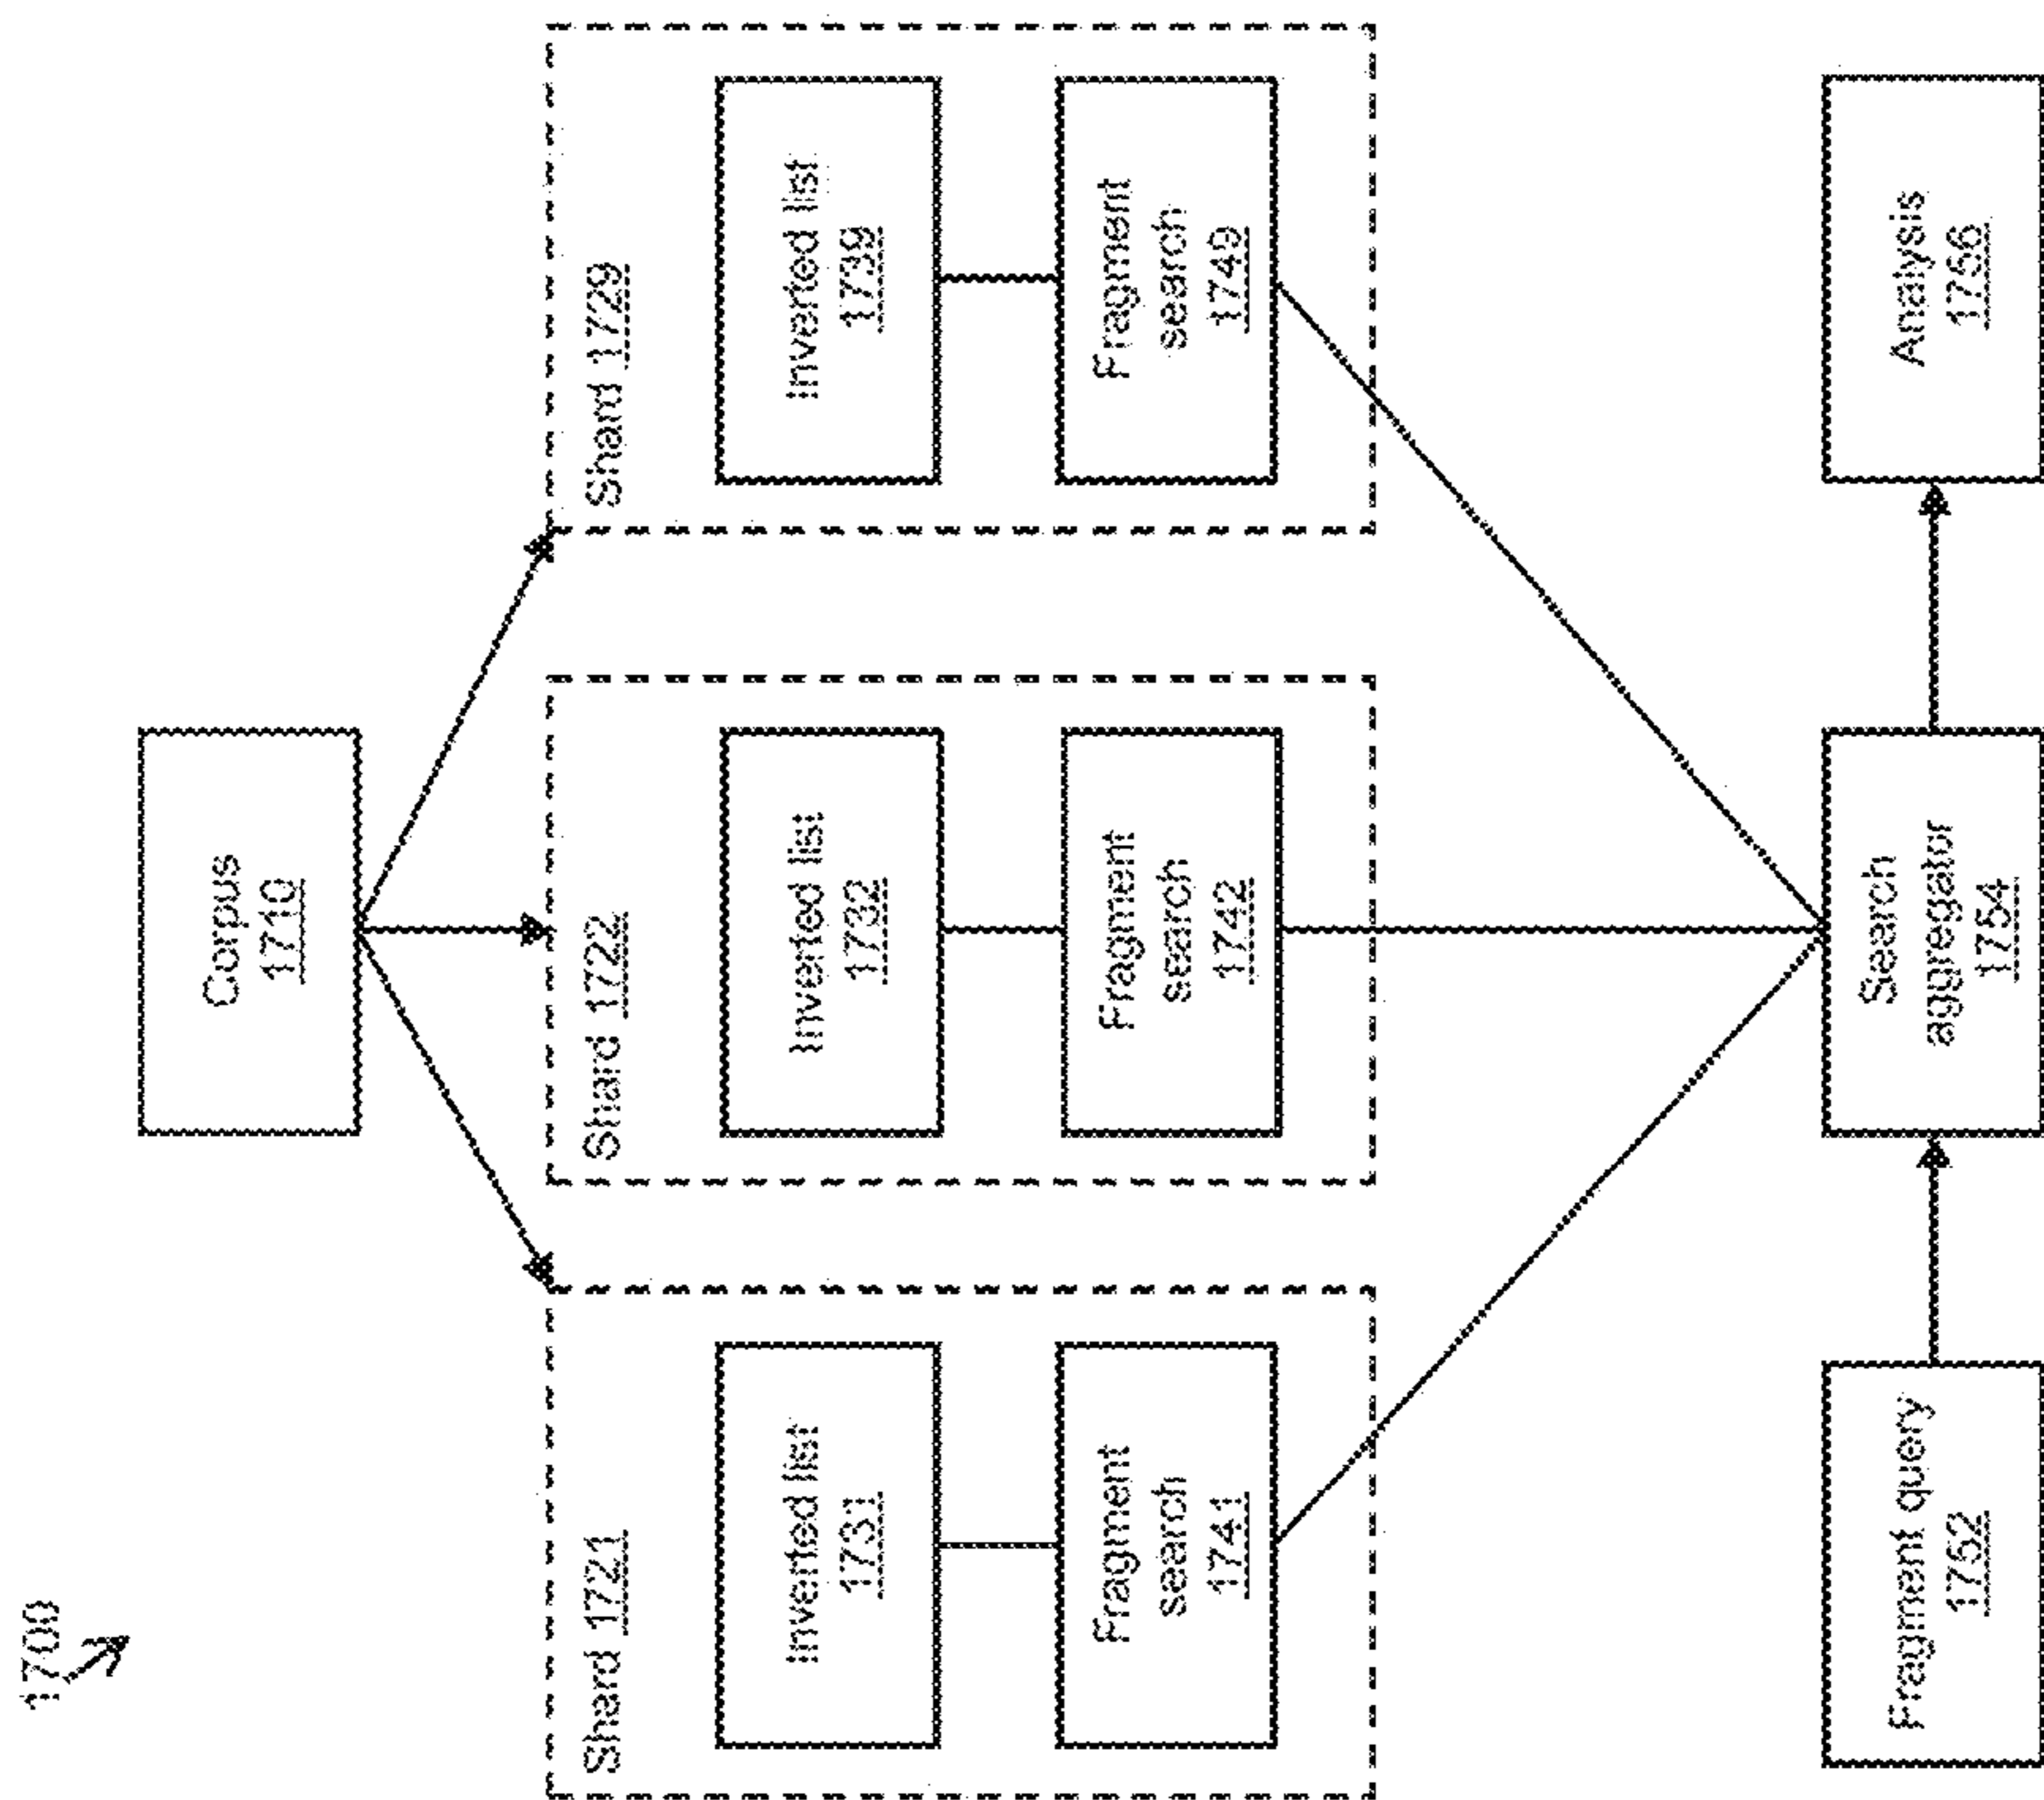 1700
Corpus
1710
Shard 1721
Inverted list
1731
Fragment
search
1741
Shard 1722
Inverted list
1732
Fragment
search
1742
Shard 1729
Inverted list
1739
Fragment
search
1749
Fragment query
1752
Search
aggregator
1754
Analysis
1756